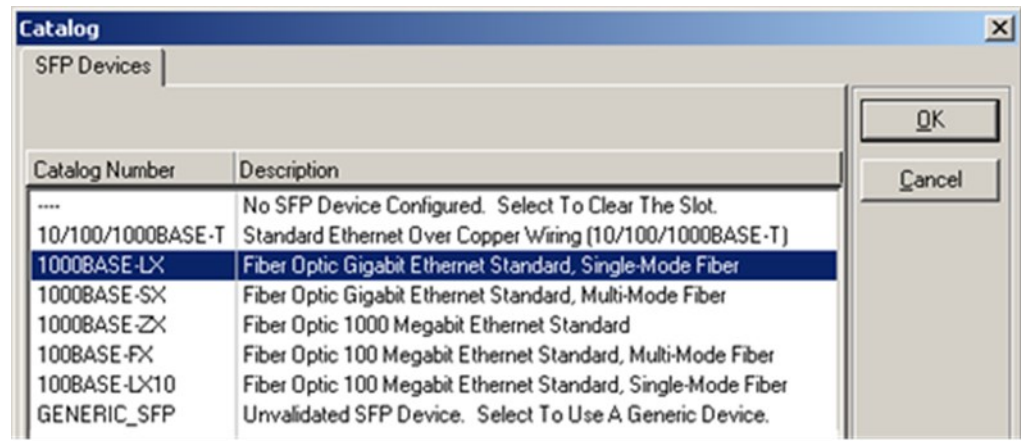 Catalog
SFP Devices
OK
Cancel
Catalog Number Description
---- No SFP Device Configured. Select To Clear The Slot.
10/100/1000BASE-T Standard Ethernet Over Copper Wiring (10/100/1000BASE-T)
1000BASE-LX Fiber Optic Gigabit Ethernet Standard, Single-Mode Fiber
1000BASE-SX Fiber Optic Gigabit Ethernet Standard, Multi-Mode Fiber
1000BASE-ZX Fiber Optic 1000 Megabit Ethernet Standard
100BASE-FX Fiber Optic 100 Megabit Ethernet Standard, Multi-Mode Fiber
100BASE-LX10 Fiber Optic 100 Megabit Ethernet Standard, Single-Mode Fiber
GENERIC_SFP Unvalidated SFP Device. Select To Use A Generic Device.